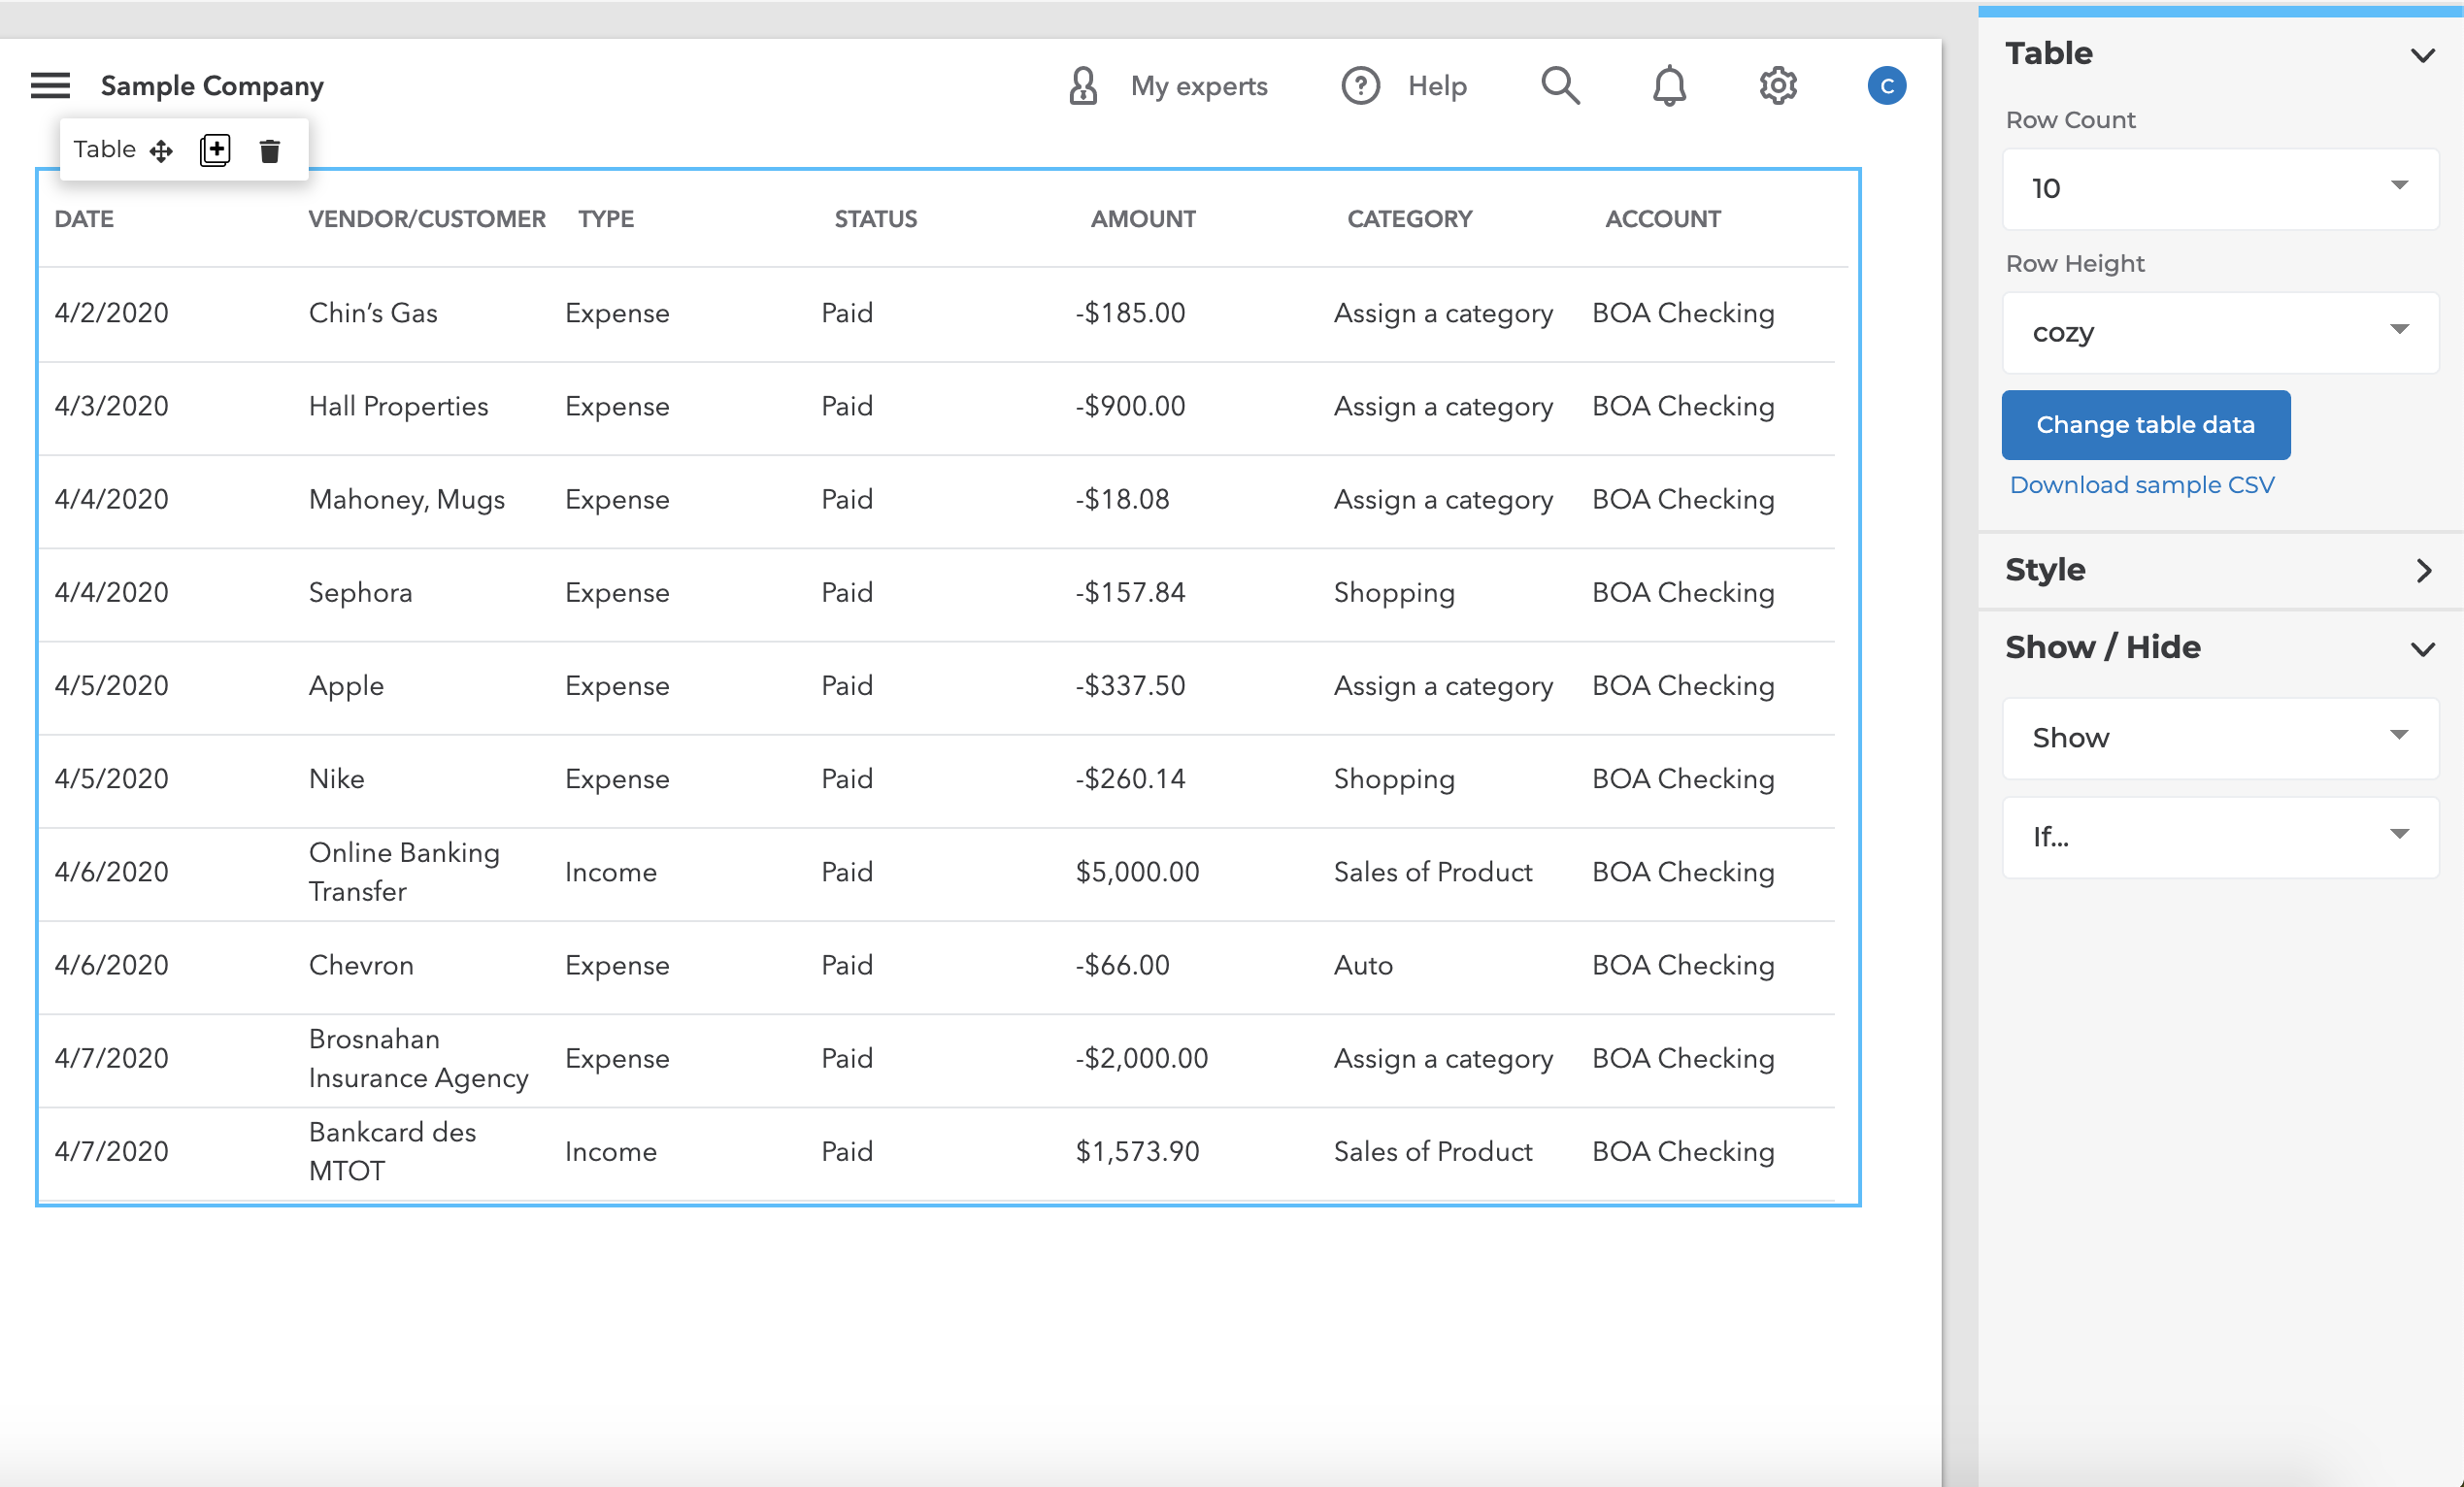 Sample Company My experts ? Help C
Table
DATE VENDOR/CUSTOMER TYPE STATUS AMOUNT CATEGORY ACCOUNT
4/2/2020 Chin’s Gas Expense Paid -$185.00 Assign a category BOA Checking
4/3/2020 Hall Properties Expense Paid -$900.00 Assign a category BOA Checking
4/4/2020 Mahoney, Mugs Expense Paid -$18.08 Assign a category BOA Checking
4/4/2020 Sephora Expense Paid -$157.84 Shopping BOA Checking
4/5/2020 Apple Expense Paid -$337.50 Assign a category BOA Checking
4/5/2020 Nike Expense Paid -$260.14 Shopping BOA Checking
4/6/2020 Online Banking Transfer Income Paid $5,000.00 Sales of Product BOA Checking
4/6/2020 Chevron Expense Paid -$66.00 Auto BOA Checking
4/7/2020 Brosnahan Insurance Agency Expense Paid -$2,000.00 Assign a category BOA Checking
4/7/2020 Bankcard des MTOT Income Paid $1,573.90 Sales of Product BOA Checking
Table
Row Count
10
Row Height
cozy
Change table data
Download sample CSV
Style
Show / Hide
Show
If...